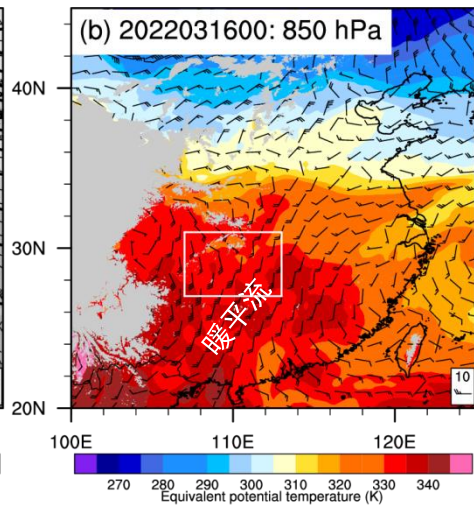 (b) 2022031600: 850 hPa
40N
30N
暖平流
20N
10
100E 110E 120E
270 280 290 300 310 320 330 340
Equivalent potential temperature (K)